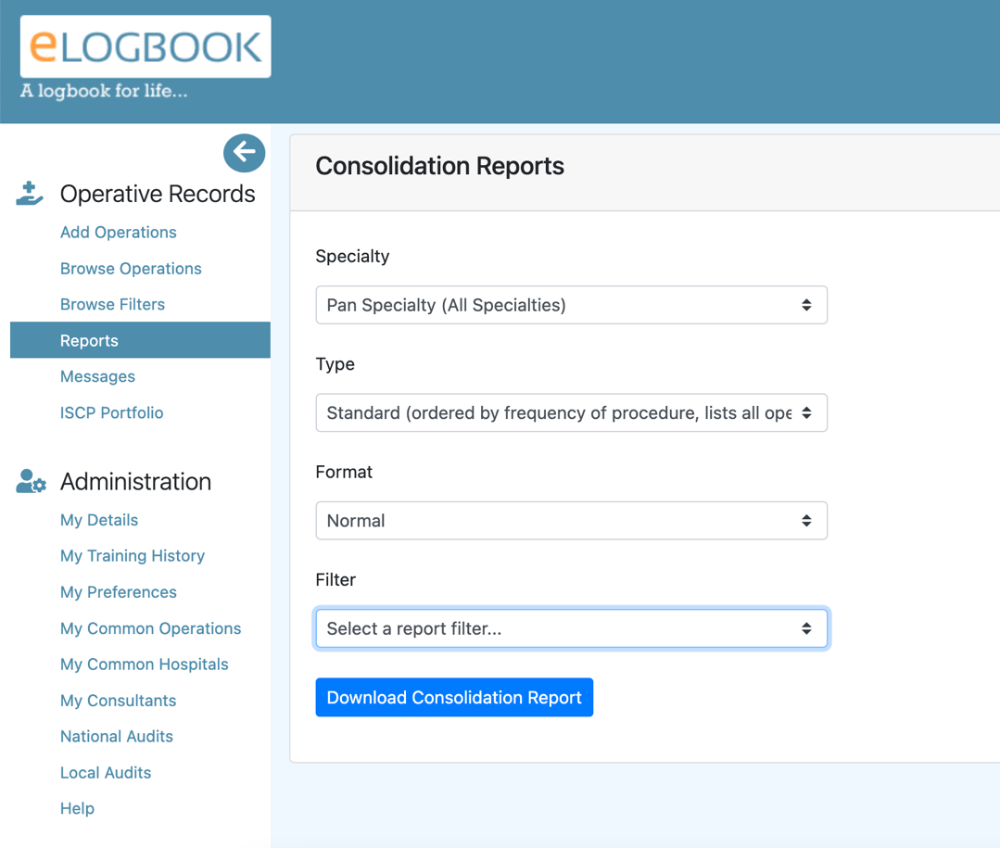 eLOGBOOK
A logbook for life...
Operative Records
Add Operations
Browse Operations
Browse Filters
Reports
Messages
ISCP Portfolio
Administration
My Details
My Training History
My Preferences
My Common Operations
My Common Hospitals
My Consultants
National Audits
Local Audits
Help
Consolidation Reports
Specialty
Pan Specialty (All Specialties)
Type
Standard (ordered by frequency of procedure, lists all ope
Format
Normal
Filter
Select a report filter...
Download Consolidation Report